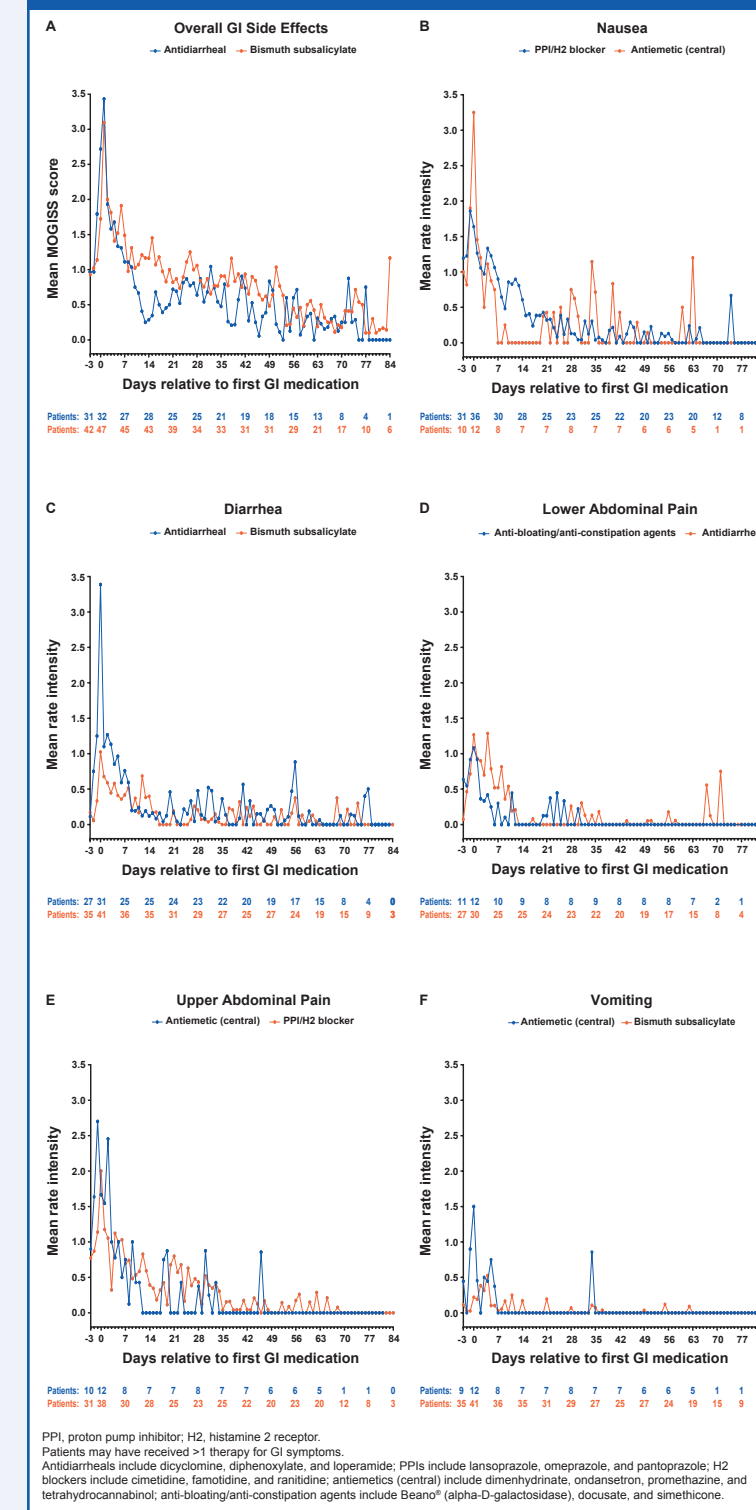 A
Overall GI Side Effects
Antidiarrheal Bismuth subsalicylate
Mean MOGISS score
3.5
3.0
2.5
2.0
1.5
1.0
0.5
0.0
-3 0 7 14 21 28 35 42 49 56 63 70 77 84
Days relative to first GI medication
Patients: 31 32 27 28 25 25 21 19 18 15 13 8 4 1
Patients: 42 47 45 43 39 34 33 31 31 29 21 17 10 6
B
Nausea
PPI/H2 blocker Antiemetic (central)
Mean rate intensity
3.5
3.0
2.5
2.0
1.5
1.0
0.5
0.0
-3 0 7 14 21 28 35 42 49 56 63 70 77
Days relative to first GI medication
Patients: 31 36 30 28 25 23 25 22 20 23 20 12 8
Patients: 10 12 8 7 7 8 7 7 6 6 5 1 1
C
Diarrhea
Antidiarrheal Bismuth subsalicylate
Mean rate intensity
3.5
3.0
2.5
2.0
1.5
1.0
0.5
0.0
-3 0 7 14 21 28 35 42 49 56 63 70 77 84
Days relative to first GI medication
Patients: 27 31 25 25 24 23 22 20 19 17 15 8 4 0
Patients: 35 41 36 35 31 29 27 25 27 24 19 15 9 3
D
Lower Abdominal Pain
Anti-bloating/anti-constipation agents Antidiarrhe
Mean rate intensity
3.5
3.0
2.5
2.0
1.5
1.0
0.5
0.0
-3 0 7 14 21 28 35 42 49 56 63 70 77
Days relative to first GI medication
Patients: 11 12 10 9 8 8 9 8 8 8 7 2 1
Patients: 27 30 25 25 24 23 22 20 19 17 15 8 4
E
Upper Abdominal Pain
Antiemetic (central) PPI/H2 blocker
Mean rate intensity
3.5
3.0
2.5
2.0
1.5
1.0
0.5
0.0
-3 0 7 14 21 28 35 42 49 56 63 70 77 84
Days relative to first GI medication
Patients: 10 12 8 7 7 8 7 7 6 6 5 1 1 0
Patients: 31 38 30 28 25 23 25 22 20 23 20 12 8 3
F
Vomiting
Antiemetic (central) Bismuth subsalicylate
Mean rate intensity
3.5
3.0
2.5
2.0
1.5
1.0
0.5
0.0
-3 0 7 14 21 28 35 42 49 56 63 70 77
Days relative to first GI medication
Patients: 9 12 8 7 7 8 7 7 6 6 5 1 1
Patients: 35 41 36 35 31 29 27 25 27 24 19 15 9
PPI, proton pump inhibitor; H2, histamine 2 receptor.
Patients may have received >1 therapy for GI symptoms.
Antidiarrheals include dicyclomine, diphenoxylate, and loperamide; PPIs include lansoprazole, omeprazole, and pantoprazole; H2
blockers include cimetidine, famotidine, and ranitidine; antiemetics (central) include dimenhydrinate, ondansetron, promethazine, and
tetrahydrocannabinol; anti-bloating/anti-constipation agents include Beano® (alpha-D-galactosidase), docusate, and simethicone.